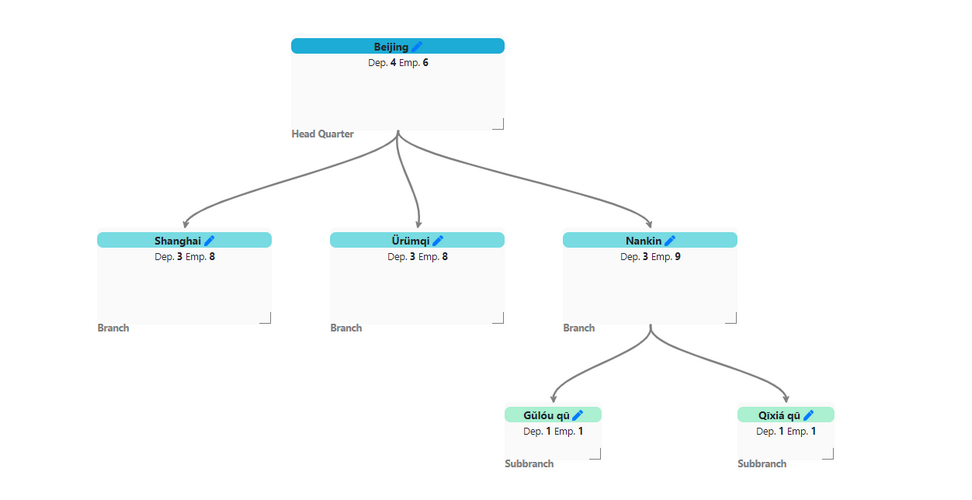 Beijing
Dep. 4 Emp. 6
Head Quarter
Shanghai
Dep. 3 Emp. 8
Branch
Ürümqi
Dep. 3 Emp. 8
Branch
Nankin
Dep. 3 Emp. 9
Branch
Gǔlóu qū
Dep. 1 Emp. 1
Subbranch
Qīxiá qū
Dep. 1 Emp. 1
Subbranch